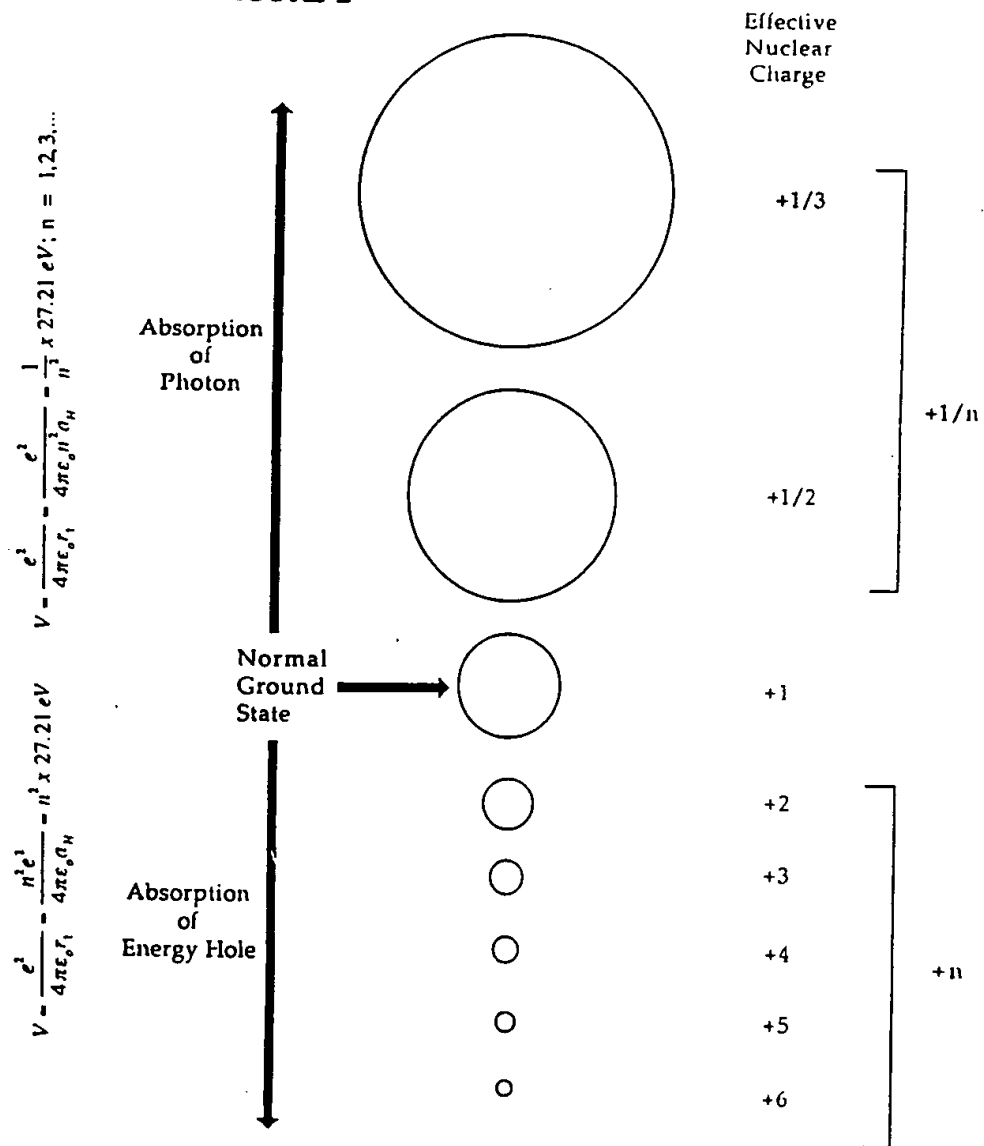 Effective
Nuclear
Charge
V = e² / 4πε₀r₁ = e² / 4πε₀n²a_H = 1/n² x 27.21 eV; n = 1,2,3,...
+1/3
Absorption
of
Photon
+1/n
+1/2
Normal
Ground
State
+1
V = e² / 4πε₀r₁ = n²e² / 4πε₀a_H = n² x 27.21 eV
+2
+3
Absorption
of
Energy Hole
+4
+n
+5
+6